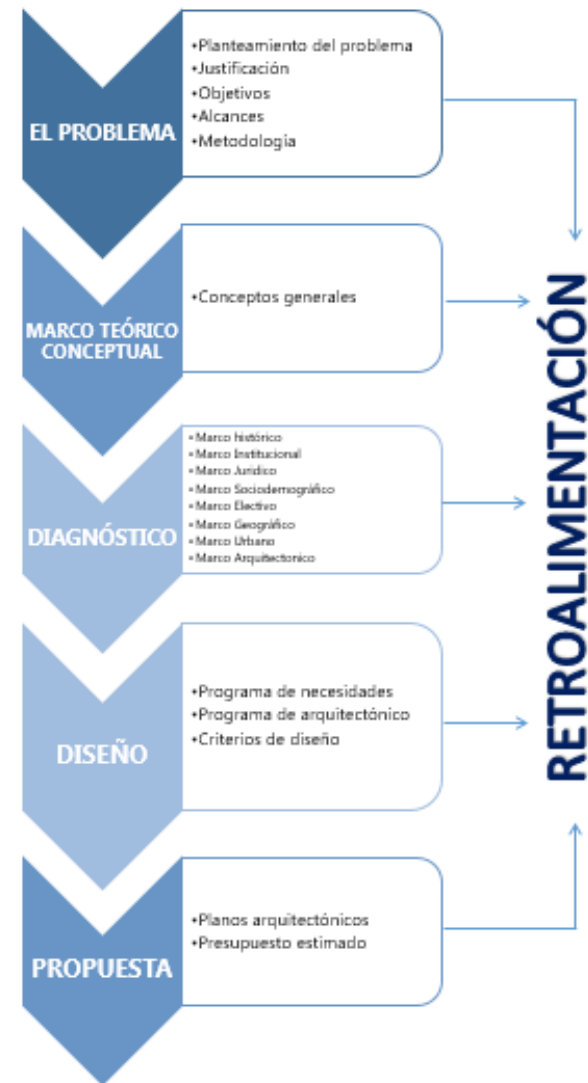 EL PROBLEMA
•Planteamiento del problema
•Justificación
•Objetivos
•Alcances
•Metodología
MARCO TEÓRICO
CONCEPTUAL
•Conceptos generales
DIAGNÓSTICO
•Marco histórico
•Marco Institucional
•Marco Jurídico
•Marco Sociodemográfico
•Marco Electivo
•Marco Geográfico
•Marco Urbano
•Marco Arquitectonico
DISEÑO
•Programa de necesidades
•Programa de arquitectónico
•Criterios de diseño
PROPUESTA
•Planos arquitectónicos
•Presupuesto estimado
RETROALIMENTACIÓN